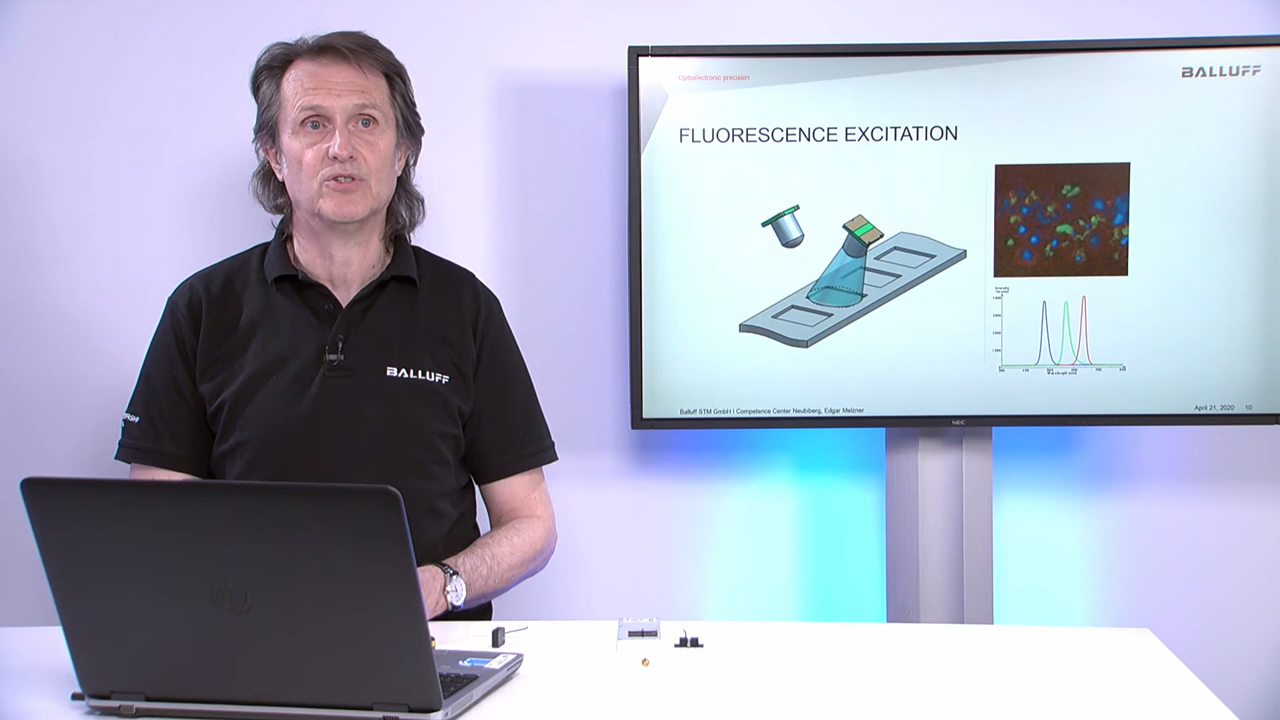 Optoelectronic precision
BALLUFF
FLUORESCENCE EXCITATION
BALLUFF
Balluff STM GmbH I Competence Center Neubiberg, Edgar Melzner
April 21, 2020 10
NEC